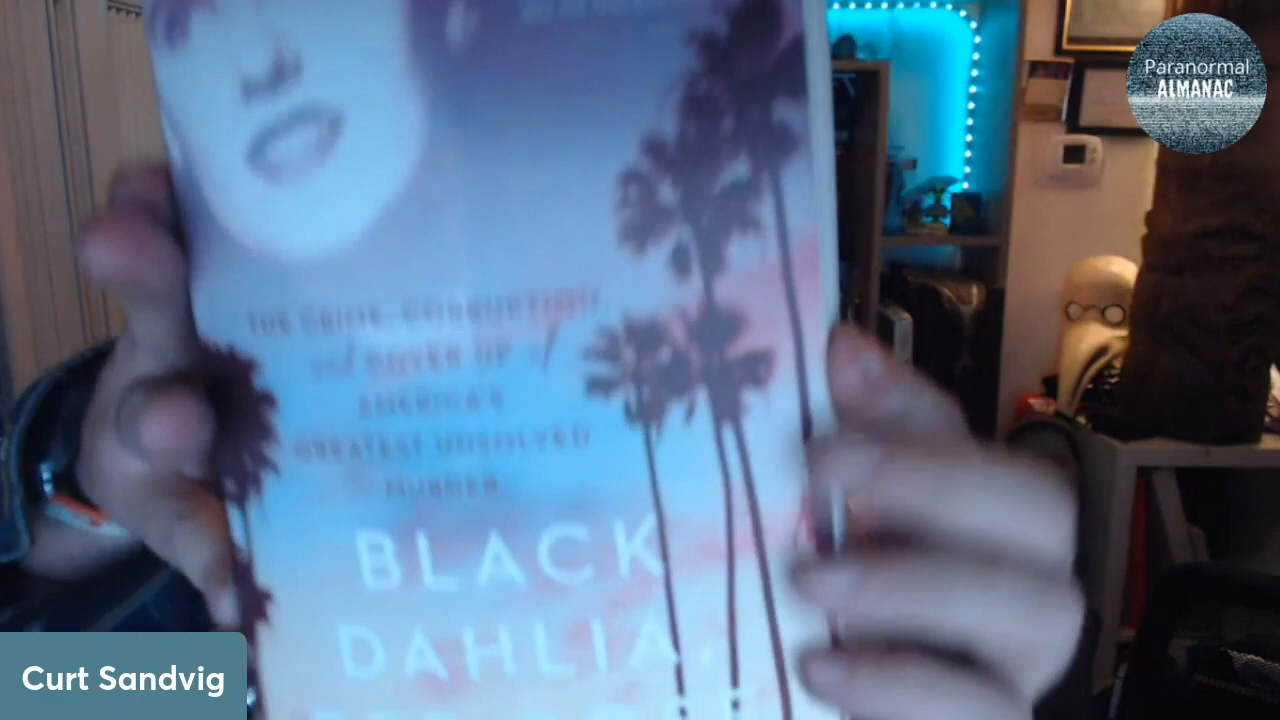 Paranormal
ALMANAC
THE CRIME, CORRUPTION,
and COVER UP of
AMERICA'S
GREATEST UNSOLVED
MURDER
BLACK
DAHLIA,
Curt Sandvig